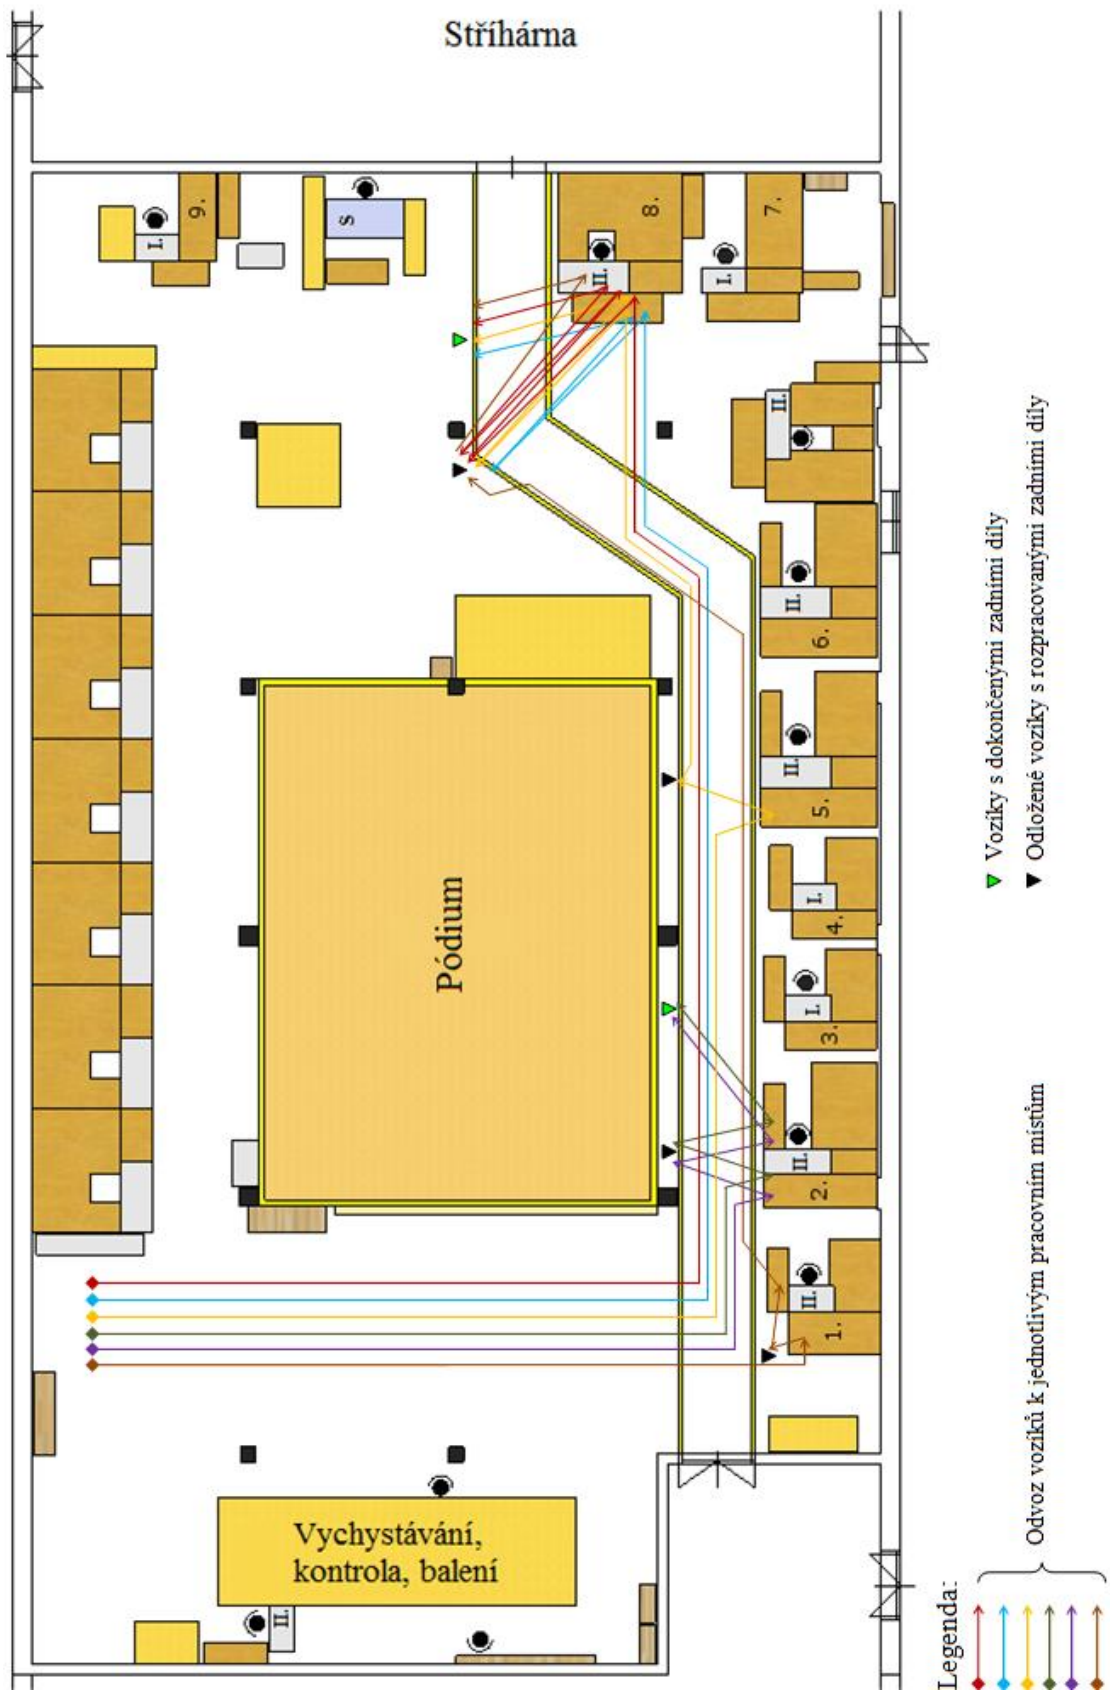 Stříhárna
I.
9.
S
II.
8.
I.
7.
II.
II.
6.
II.
5.
Pódium
I.
4.
I.
3.
II.
2.
II.
1.
Vychystávání,
kontrola, balení
II.
Vozíky s dokončenými zadními díly
Odložené vozíky s rozpracovanými zadními díly
Legenda:
Odvoz vozíků k jednotlivým pracovním místům